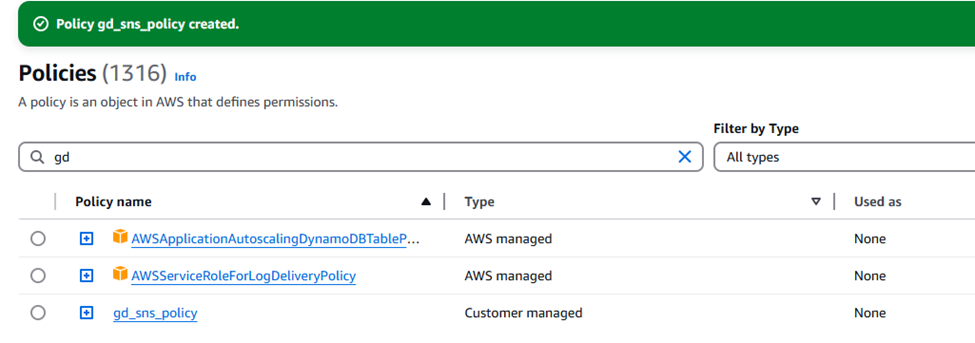 Policy gd_sns_policy created.
Policies (1316) Info
A policy is an object in AWS that defines permissions.
Filter by Type
gd
All types
Policy name Type Used as
AWSApplicationAutoscalingDynamoDBTableP... AWS managed None
AWSServiceRoleForLogDeliveryPolicy AWS managed None
gd_sns_policy Customer managed None